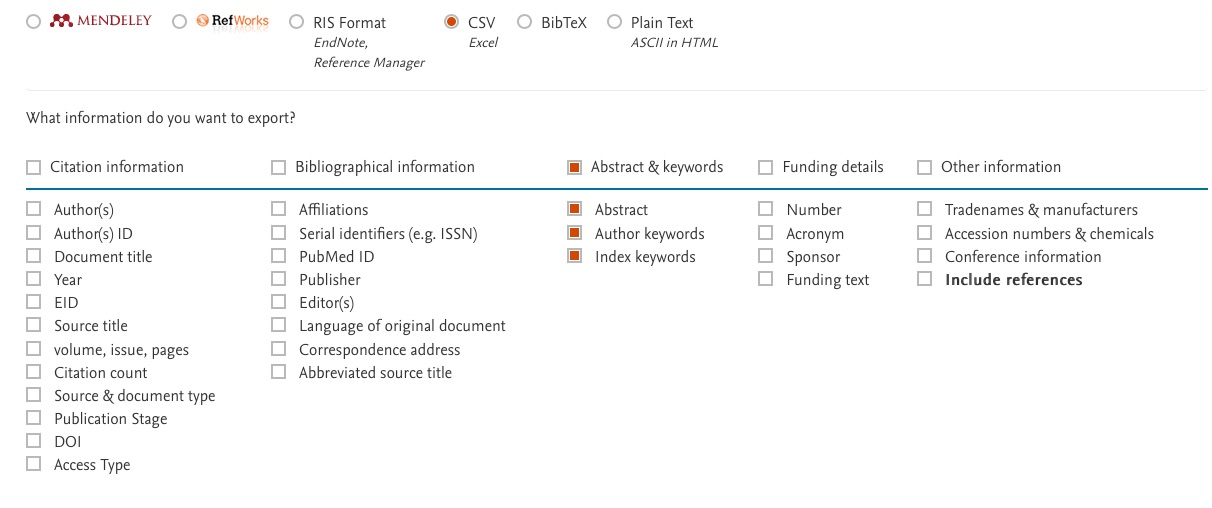 MENDELEY RefWorks RIS Format CSV BibTeX Plain Text
EndNote, Excel ASCII in HTML
Reference Manager
What information do you want to export?
Citation information Bibliographical information Abstract & keywords Funding details Other information
Author(s) Affiliations Abstract Number Tradenames & manufacturers
Author(s) ID Serial identifiers (e.g. ISSN) Author keywords Acronym Accession numbers & chemicals
Document title PubMed ID Index keywords Sponsor Conference information
Year Publisher Funding text Include references
EID Editor(s)
Source title Language of original document
volume, issue, pages Correspondence address
Citation count Abbreviated source title
Source & document type
Publication Stage
DOI
Access Type